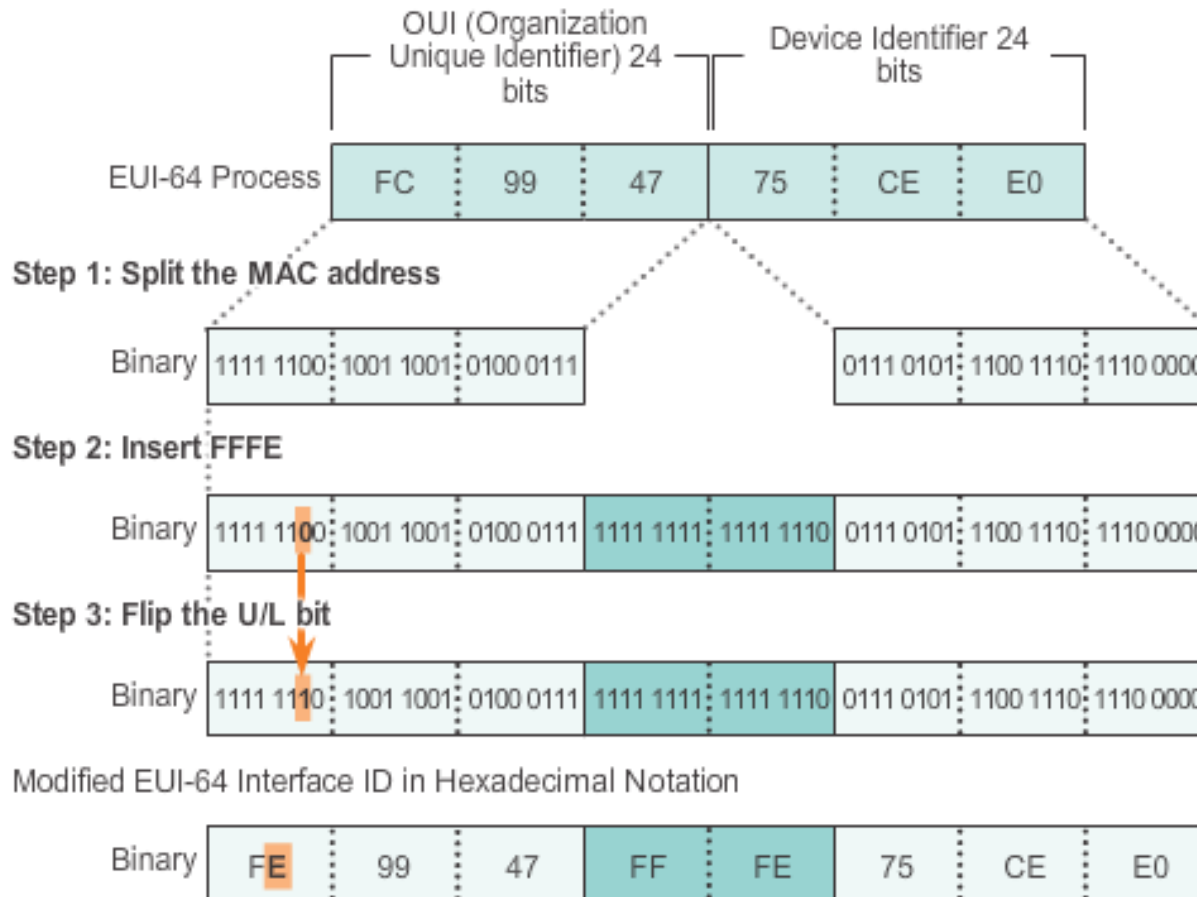 OUI (Organization
Unique Identifier) 24
bits
Device Identifier 24
bits
EUI-64 Process FC 99 47 75 CE E0
Step 1: Split the MAC address
Binary 1111 1100 1001 1001 0100 0111 0111 0101 1100 1110 1110 0000
Step 2: Insert FFFE
Binary 1111 1100 1001 1001 0100 0111 1111 1111 1111 1110 0111 0101 1100 1110 1110 0000
Step 3: Flip the U/L bit
Binary 1111 1110 1001 1001 0100 0111 1111 1111 1111 1110 0111 0101 1100 1110 1110 0000
Modified EUI-64 Interface ID in Hexadecimal Notation
Binary FE 99 47 FF FE 75 CE E0